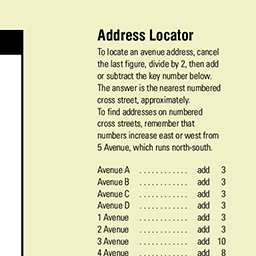 Address Locator
To locate an avenue address, cancel
the last figure, divide by 2, then add
or subtract the key number below.
The answer is the nearest numbered
cross street, approximately.
To find addresses on numbered
cross streets, remember that
numbers increase east or west from
5 Avenue, which runs north-south.
Avenue A ............ add 3
Avenue B ............ add 3
Avenue C ............ add 3
Avenue D ............ add 3
1 Avenue ............ add 3
2 Avenue ............ add 3
3 Avenue ............ add 10
4 Avenue ............ add 8